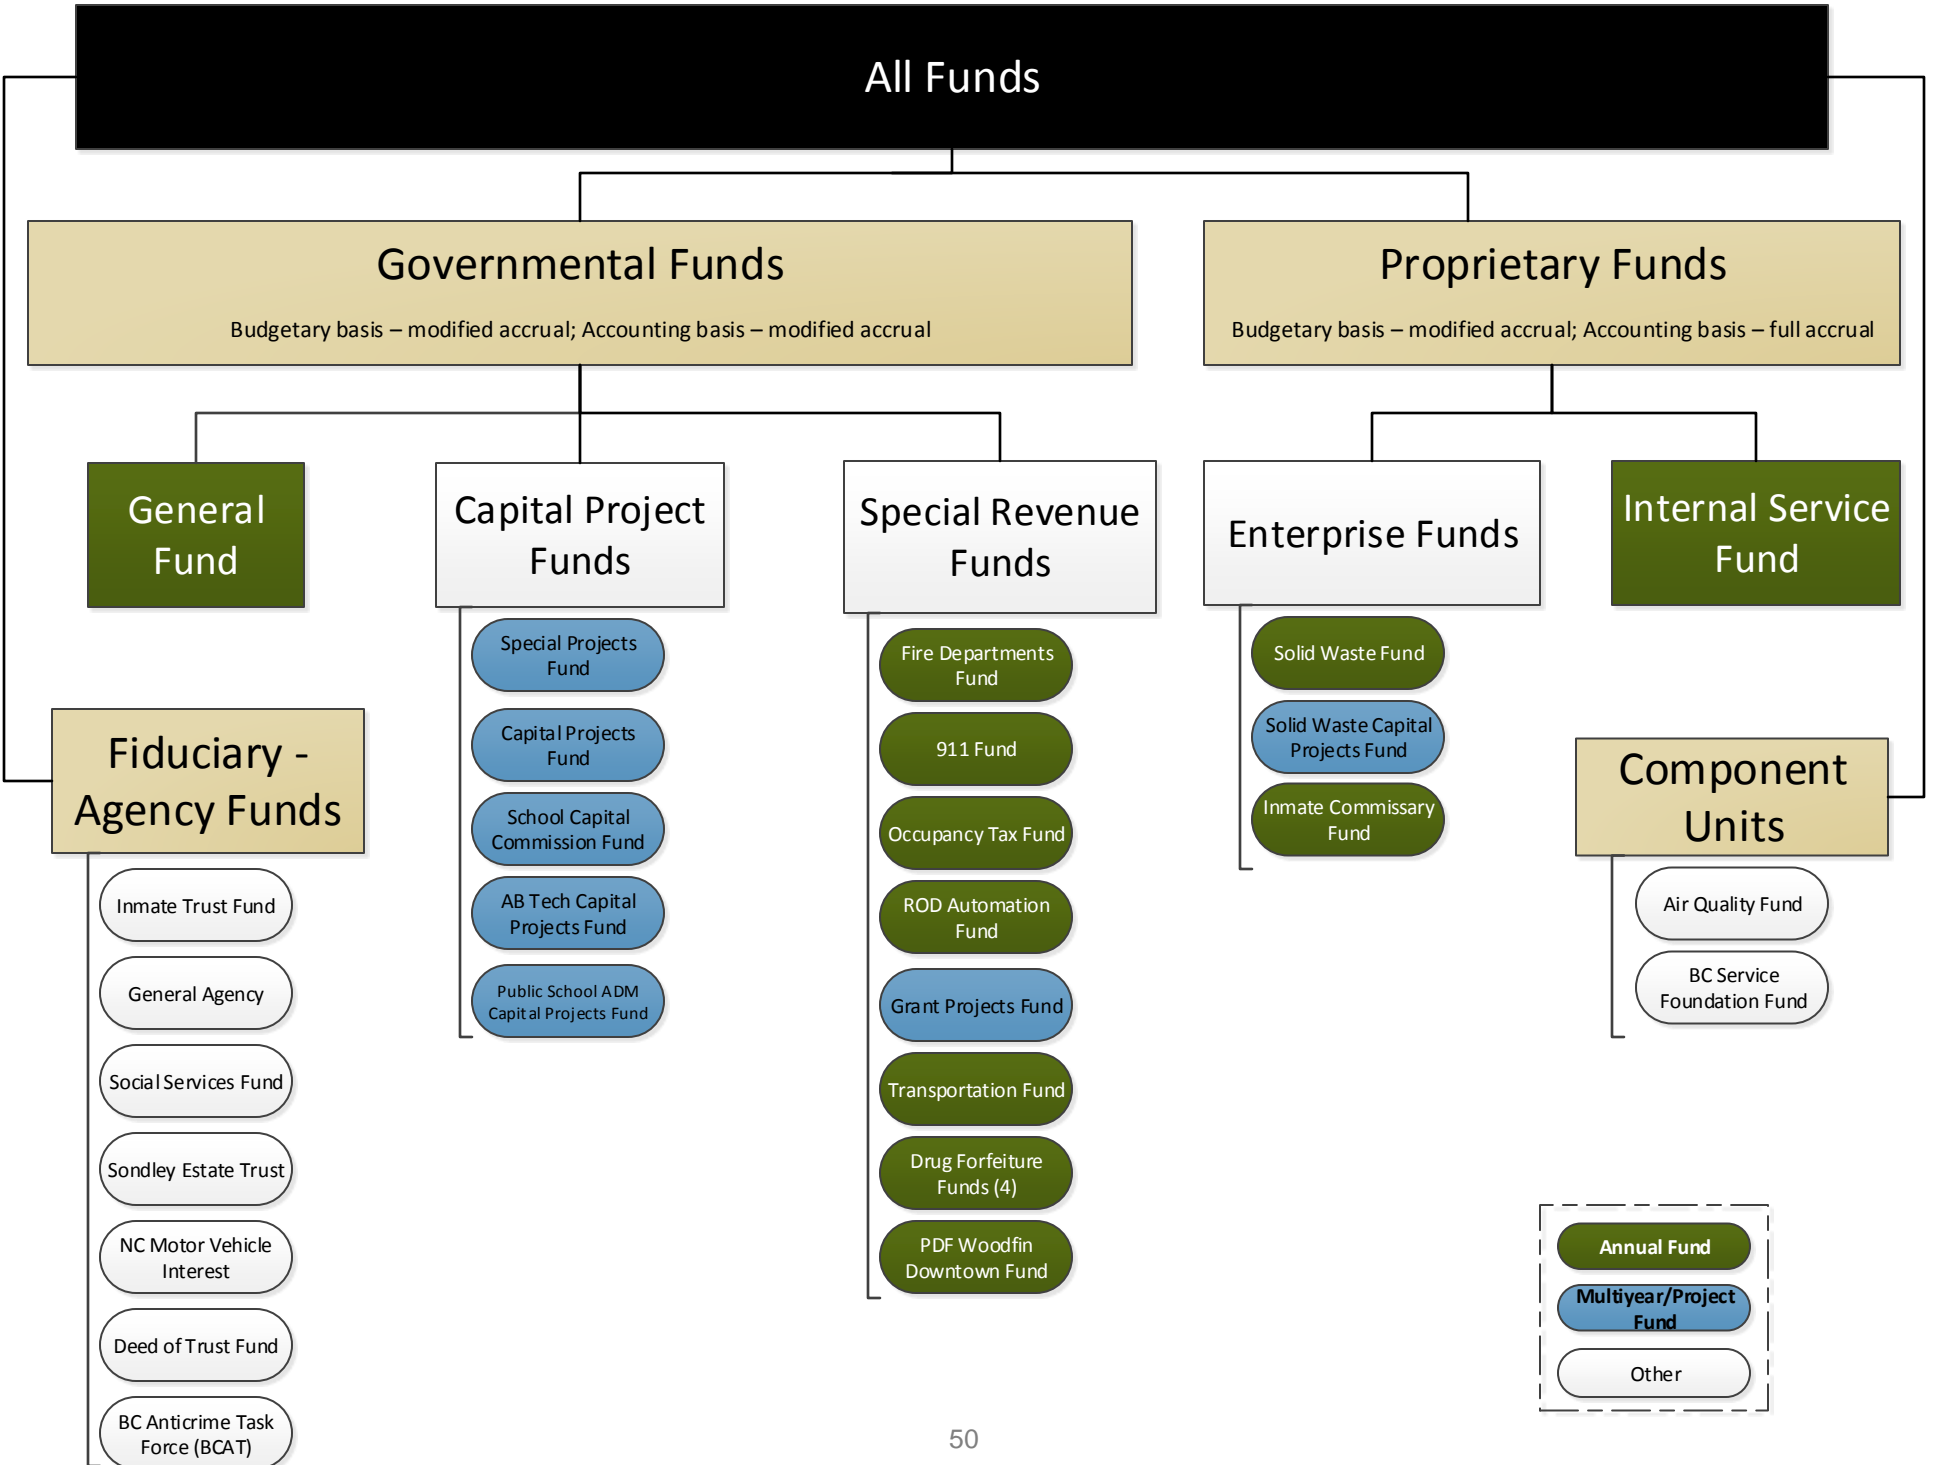 All Funds
Governmental Funds
Budgetary basis – modified accrual; Accounting basis – modified accrual
Proprietary Funds
Budgetary basis – modified accrual; Accounting basis – full accrual
General
Fund
Capital Project
Funds
Special Revenue
Funds
Enterprise Funds
Internal Service
Fund
Special Projects
Fund
Capital Projects
Fund
School Capital
Commission Fund
AB Tech Capital
Projects Fund
Public School ADM
Capital Projects Fund
Fire Departments
Fund
911 Fund
Occupancy Tax Fund
ROD Automation
Fund
Grant Projects Fund
Transportation Fund
Drug Forfeiture
Funds (4)
PDF Woodfin
Downtown Fund
Solid Waste Fund
Solid Waste Capital
Projects Fund
Inmate Commissary
Fund
Fiduciary -
Agency Funds
Inmate Trust Fund
General Agency
Social Services Fund
Sondley Estate Trust
NC Motor Vehicle
Interest
Deed of Trust Fund
BC Anticrime Task
Force (BCAT)
Component
Units
Air Quality Fund
BC Service
Foundation Fund
Annual Fund
Multiyear/Project
Fund
Other
50